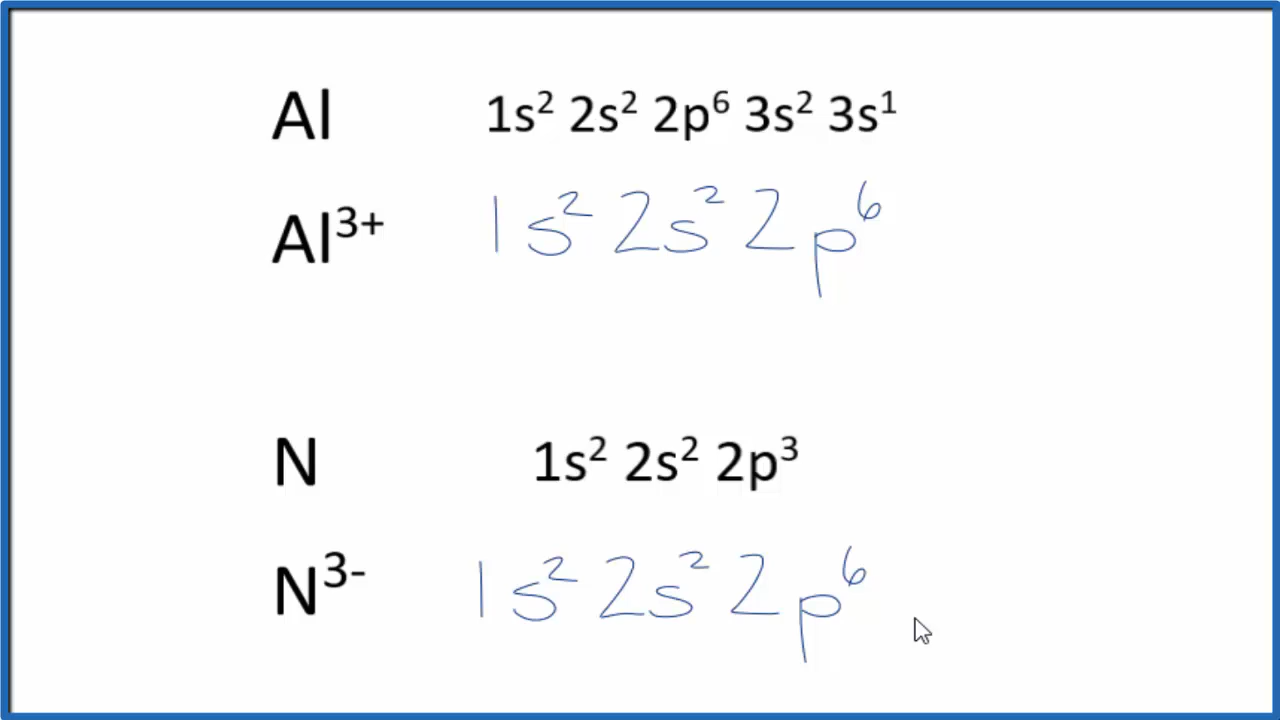 Al 1s² 2s² 2p⁶ 3s² 3s¹
Al³⁺ 1s² 2s² 2p⁶
N 1s² 2s² 2p³
N³⁻ 1s² 2s² 2p⁶